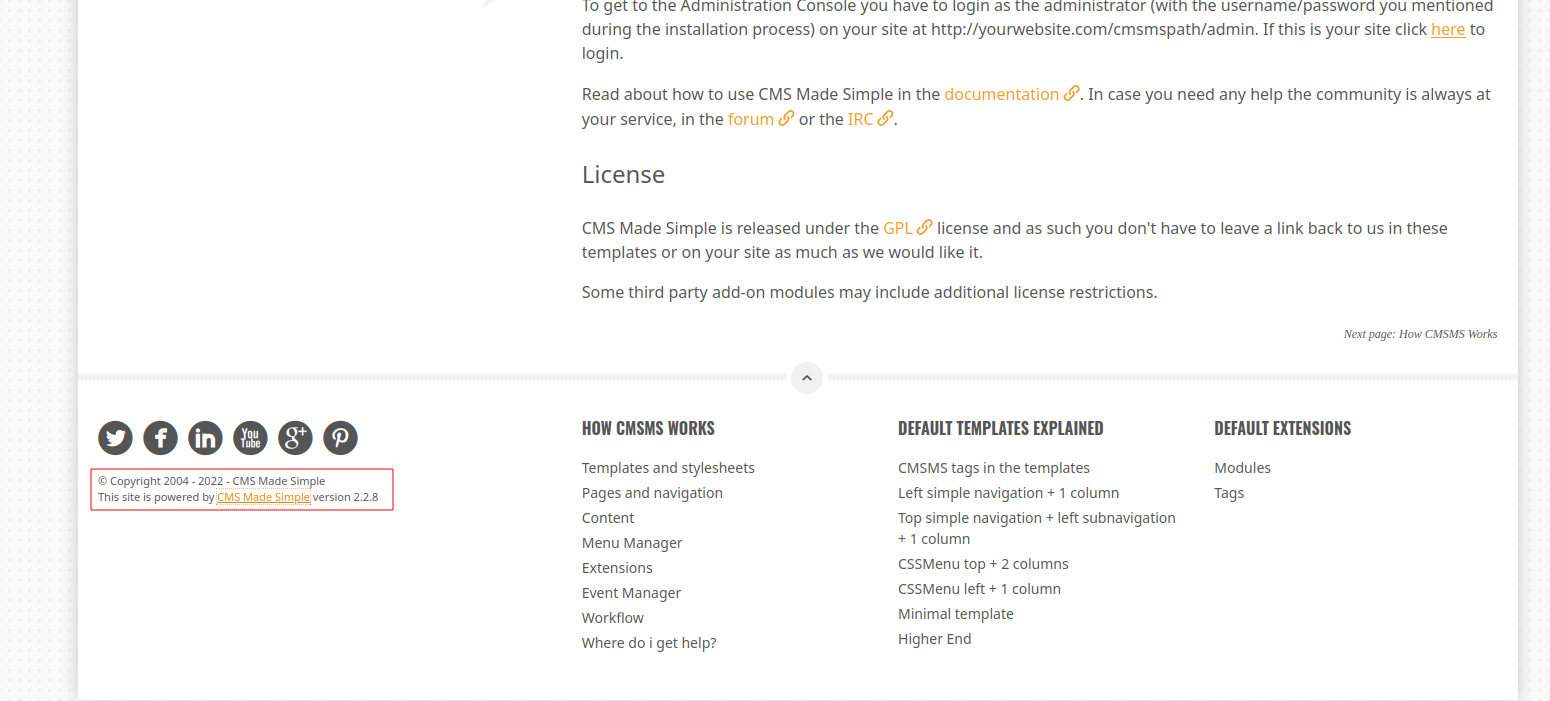 To get to the Administration Console you have to login as the administrator (with the username/password you mentioned
during the installation process) on your site at http://yourwebsite.com/cmsmspath/admin. If this is your site click here to
login.
Read about how to use CMS Made Simple in the documentation. In case you need any help the community is always at
your service, in the forum or the IRC.
License
CMS Made Simple is released under the GPL license and as such you don't have to leave a link back to us in these
templates or on your site as much as we would like it.
Some third party add-on modules may include additional license restrictions.
Next page: How CMSMS Works
You Tube
g+
© Copyright 2004 - 2022 - CMS Made Simple
This site is powered by CMS Made Simple version 2.2.8
HOW CMSMS WORKS
Templates and stylesheets
Pages and navigation
Content
Menu Manager
Extensions
Event Manager
Workflow
Where do i get help?
DEFAULT TEMPLATES EXPLAINED
CMSMS tags in the templates
Left simple navigation + 1 column
Top simple navigation + left subnavigation
+ 1 column
CSSMenu top + 2 columns
CSSMenu left + 1 column
Minimal template
Higher End
DEFAULT EXTENSIONS
Modules
Tags